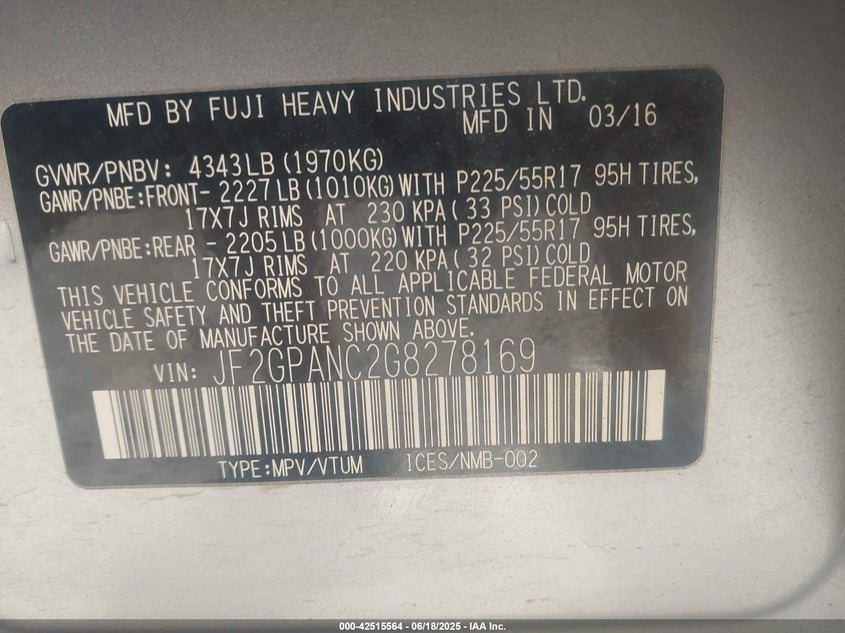 MFD BY FUJI HEAVY INDUSTRIES LTD.
MFD IN 03/16
GVWR/PNBV: 4343LB (1970KG)
GAWR/PNBE:FRONT- 2227LB(1010KG)WITH P225/55R17 95H TIRES,
17X7J RIMS AT 230 KPA( 33 PSI)COLD
GAWR/PNBE:REAR - 2205LB(1000KG)WITH P225/55R17 95H TIRES,
17X7J RIMS AT 220 KPA( 32 PSI)COLD
THIS VEHICLE CONFORMS TO ALL APPLICABLE FEDERAL MOTOR
VEHICLE SAFETY AND THEFT PREVENTION STANDARDS IN EFFECT ON
THE DATE OF MANUFACTURE SHOWN ABOVE.
VIN: JF2GPANC2G8278169
TYPE:MPV/VTUM ICES/NMB-002
000-42515564 - 06/18/2025 - IAA Inc.